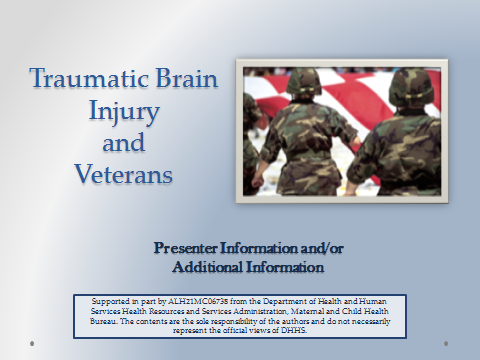 Traumatic Brain
Injury
and
Veterans
Presenter Information and/or
Additional Information
Supported in part by ALH21MC06738 from the Department of Health and Human
Services Health Resources and Services Administration, Maternal and Child Health
Bureau. The contents are the sole responsibility of the authors and do not necessarily
represent the official views of DHHS.